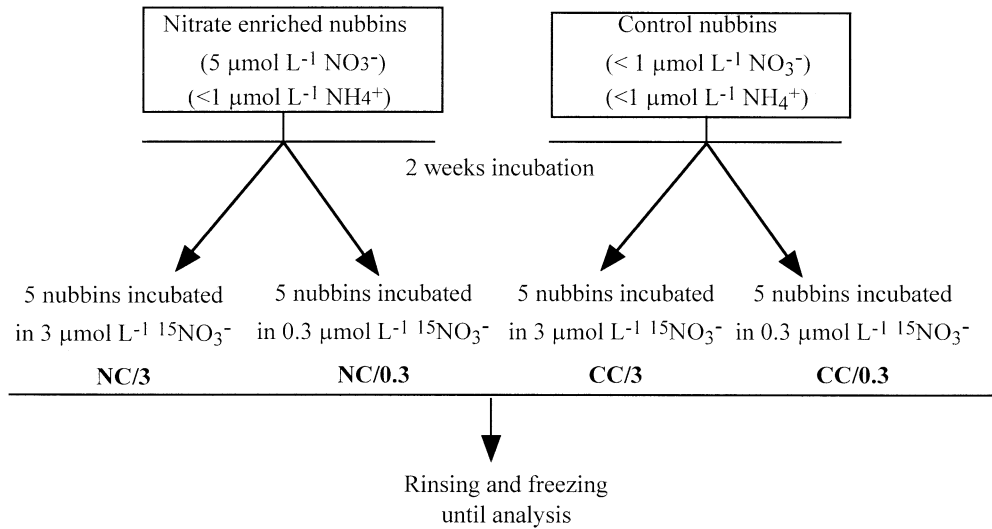 Nitrate enriched nubbins
(5 µmol L-1 NO3-)
(<1 µmol L-1 NH4+)
Control nubbins
(< 1 µmol L-1 NO3-)
(<1 µmol L-1 NH4+)
2 weeks incubation
5 nubbins incubated
in 3 µmol L-1 15NO3-
NC/3
5 nubbins incubated
in 0.3 µmol L-1 15NO3-
NC/0.3
5 nubbins incubated
in 3 µmol L-1 15NO3-
CC/3
5 nubbins incubated
in 0.3 µmol L-1 15NO3-
CC/0.3
Rinsing and freezing
until analysis